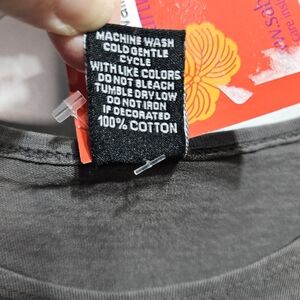 MACHINE WASH
COLD GENTLE
CYCLE
WITH LIKE COLORS
DO NOT BLEACH
TUMBLE DRY LOW
DO NOT IRON
IF DECORATED
100% COTTON